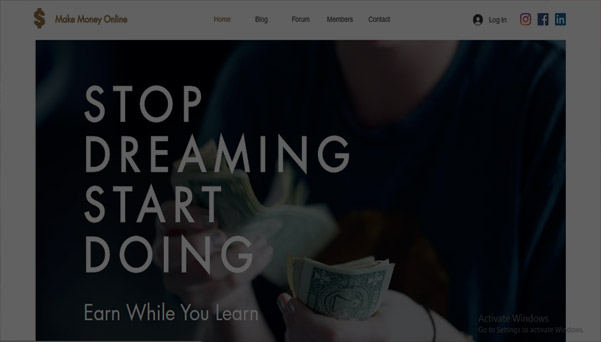 Make Money Online
Home Blog Forum Members Contact Log In
STOP
DREAMING
START
DOING
Earn While You Learn
Activate Windows
Go to Settings to activate Windows.